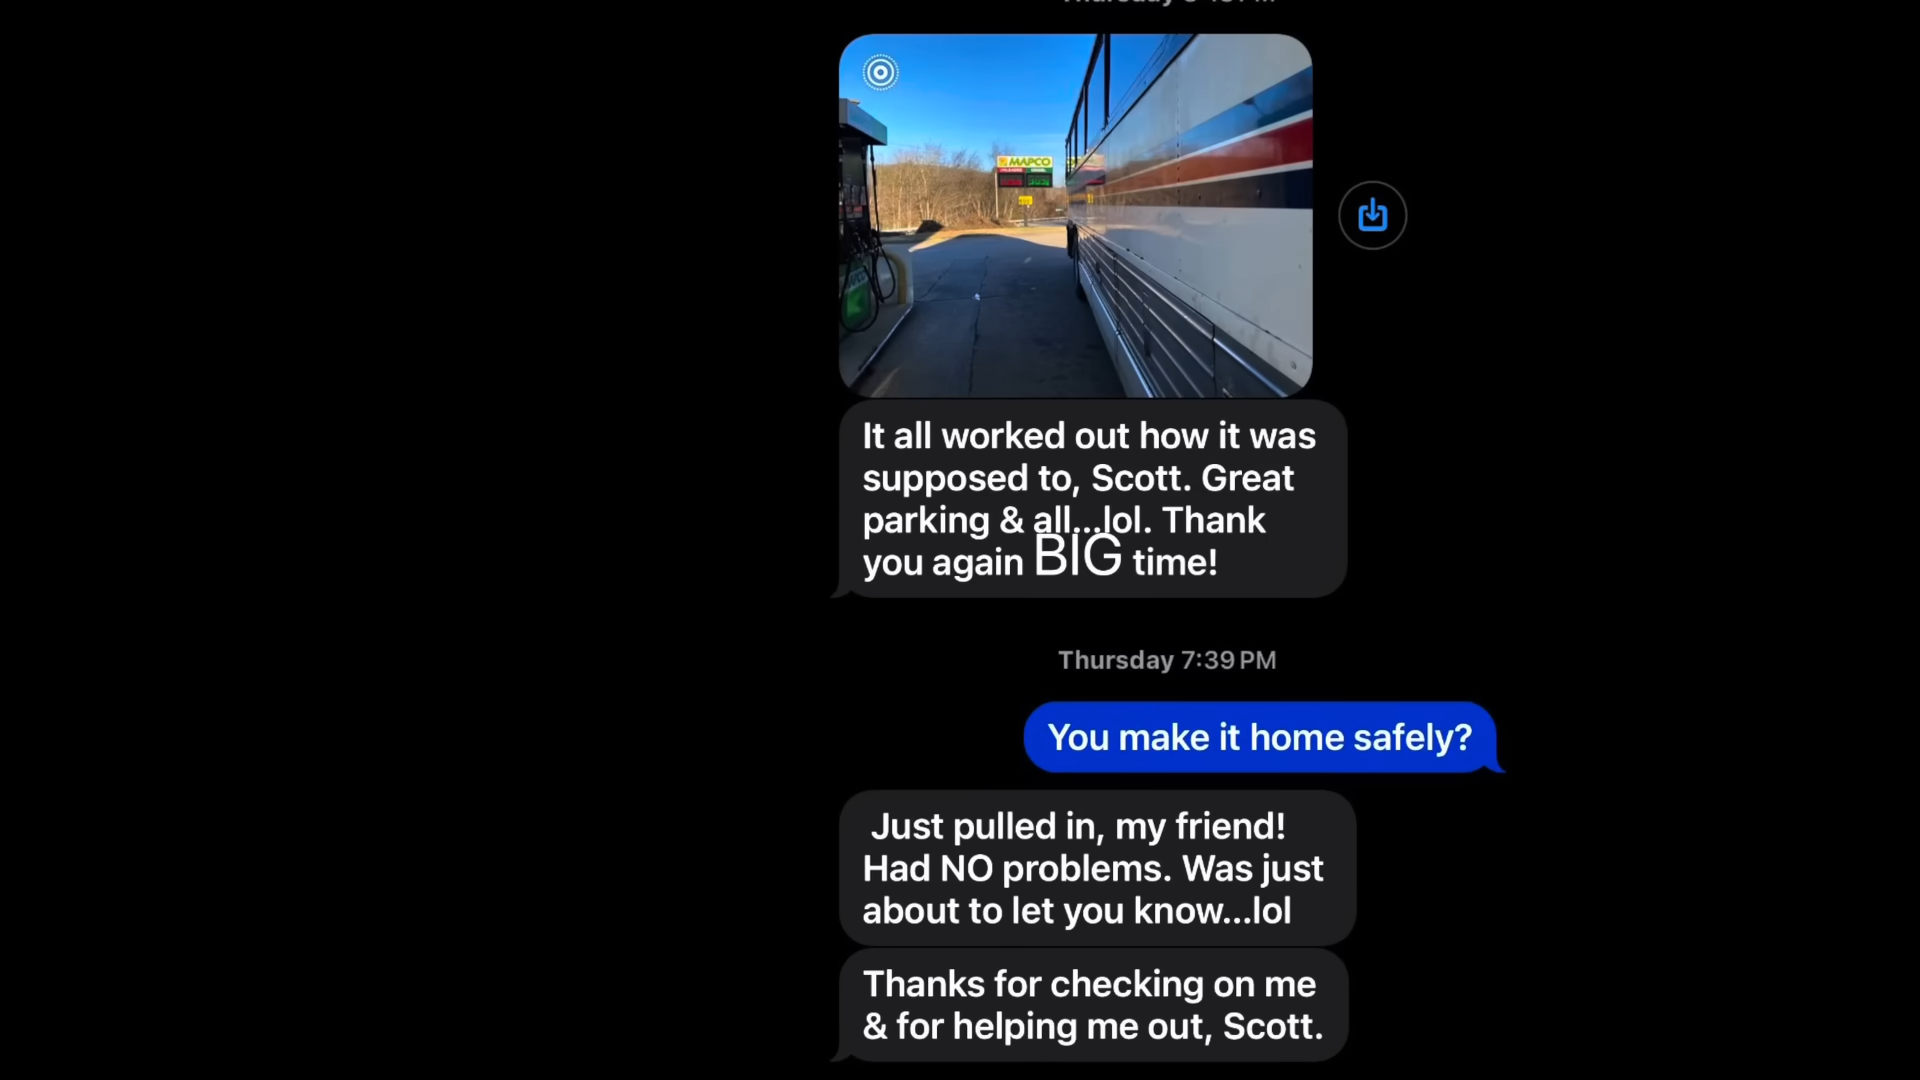 Thursday
MAPCO
It all worked out how it was
supposed to, Scott. Great
parking & all...lol. Thank
you again BIG time!
Thursday 7:39 PM
You make it home safely?
Just pulled in, my friend!
Had NO problems. Was just
about to let you know...lol
Thanks for checking on me
& for helping me out, Scott.